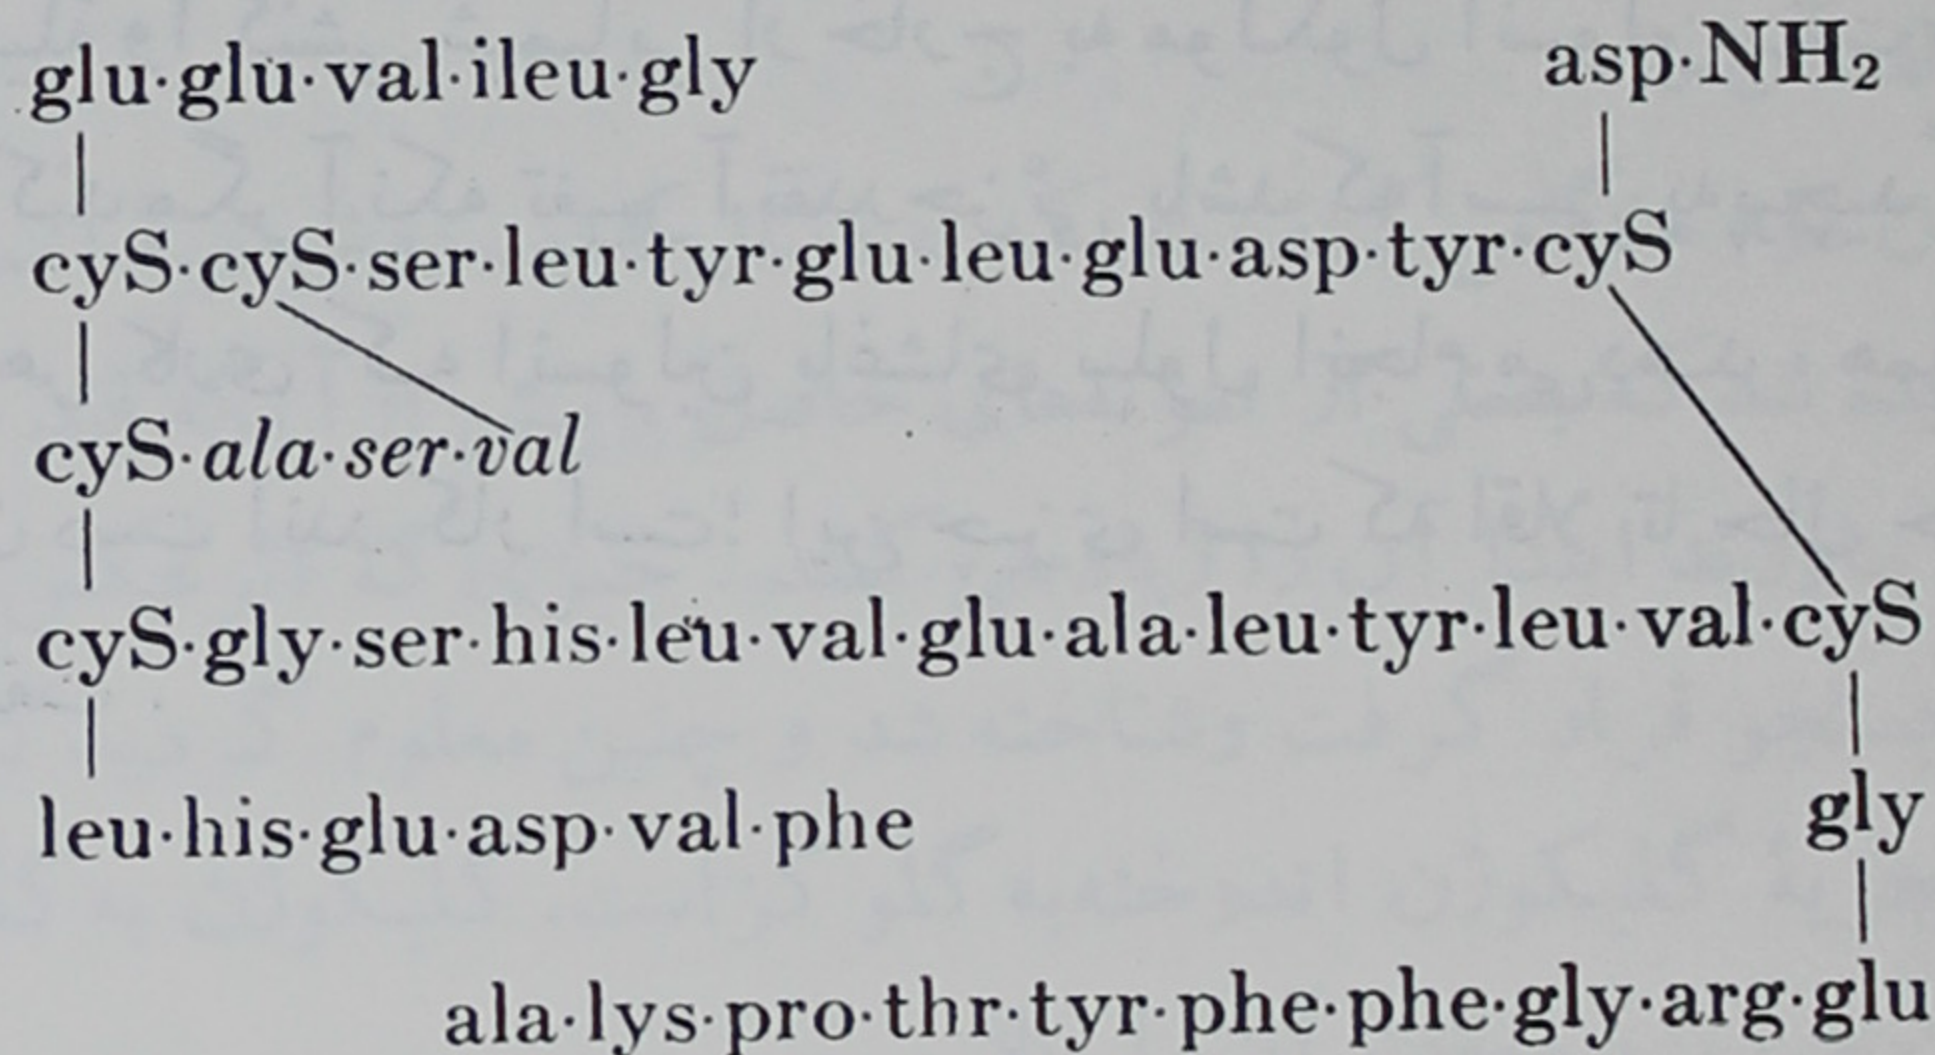 glu·glu·val·ileu·gly asp·NH₂
cyS·cyS·ser·leu·tyr·glu·leu·glu·asp·tyr·cyS
cyS·ala·ser·val
cyS·gly·ser·his·leu·val·glu·ala·leu·tyr·leu·val·cyS
leu·his·glu·asp·val·phe gly
ala·lys·pro·thr·tyr·phe·phe·gly·arg·glu